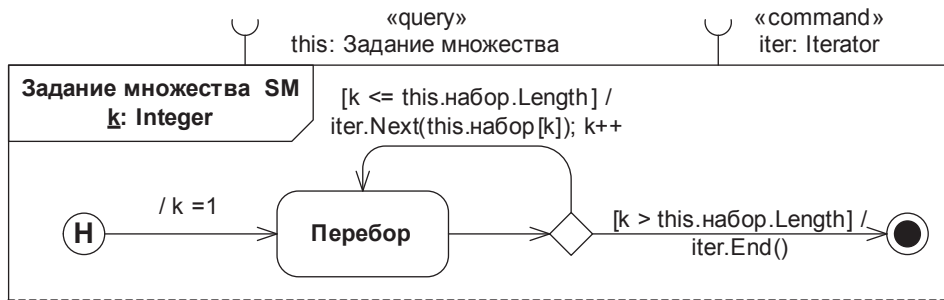 «query»
this: Задание множества
«command»
iter: Iterator
Задание множества SM
k: Integer
[k <= this.набор.Length] /
iter.Next(this.набор[k]); k++
/ k =1
H
Перебор
[k > this.набор.Length] /
iter.End()